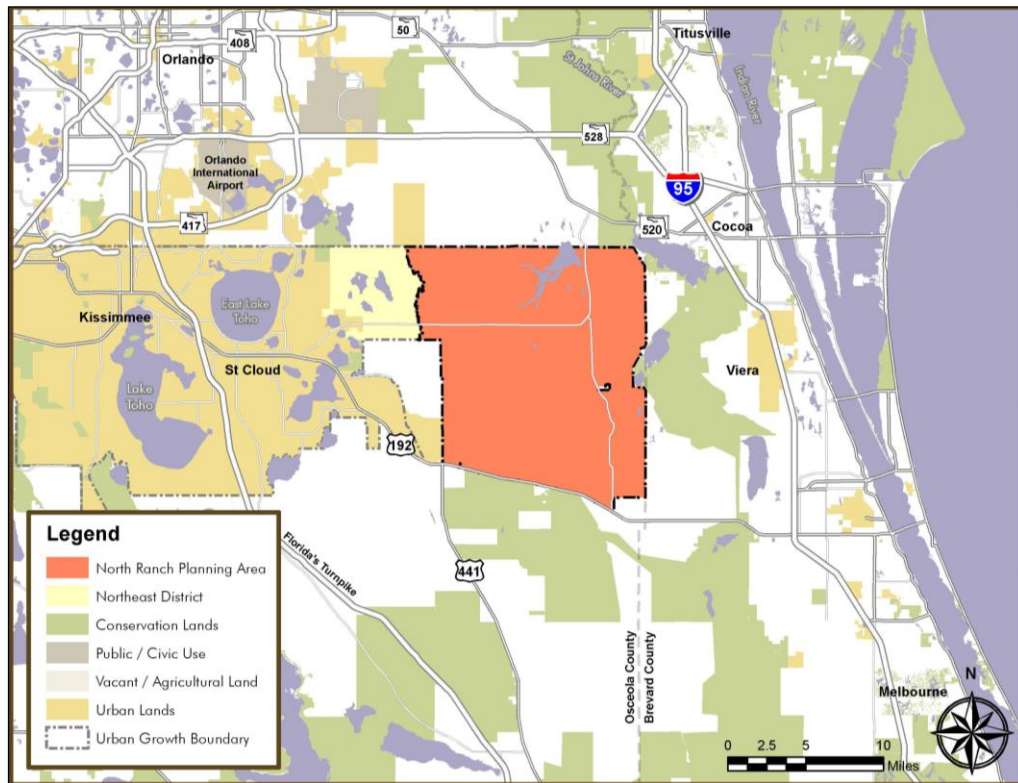 50
Titusville
408
Orlando
St Johns River
Indian River
528
Orlando
International
Airport
95
417
520
Cocoa
East Lake
Toho
Kissimmee
St Cloud
Viera
Lake
Toho
192
Legend
North Ranch Planning Area
Northeast District
Conservation Lands
Public / Civic Use
Vacant / Agricultural Land
Urban Lands
Urban Growth Boundary
Florida's Turnpike
441
Osceola County
Brevard County
Melbourne
N
0 2.5 5 10
Miles